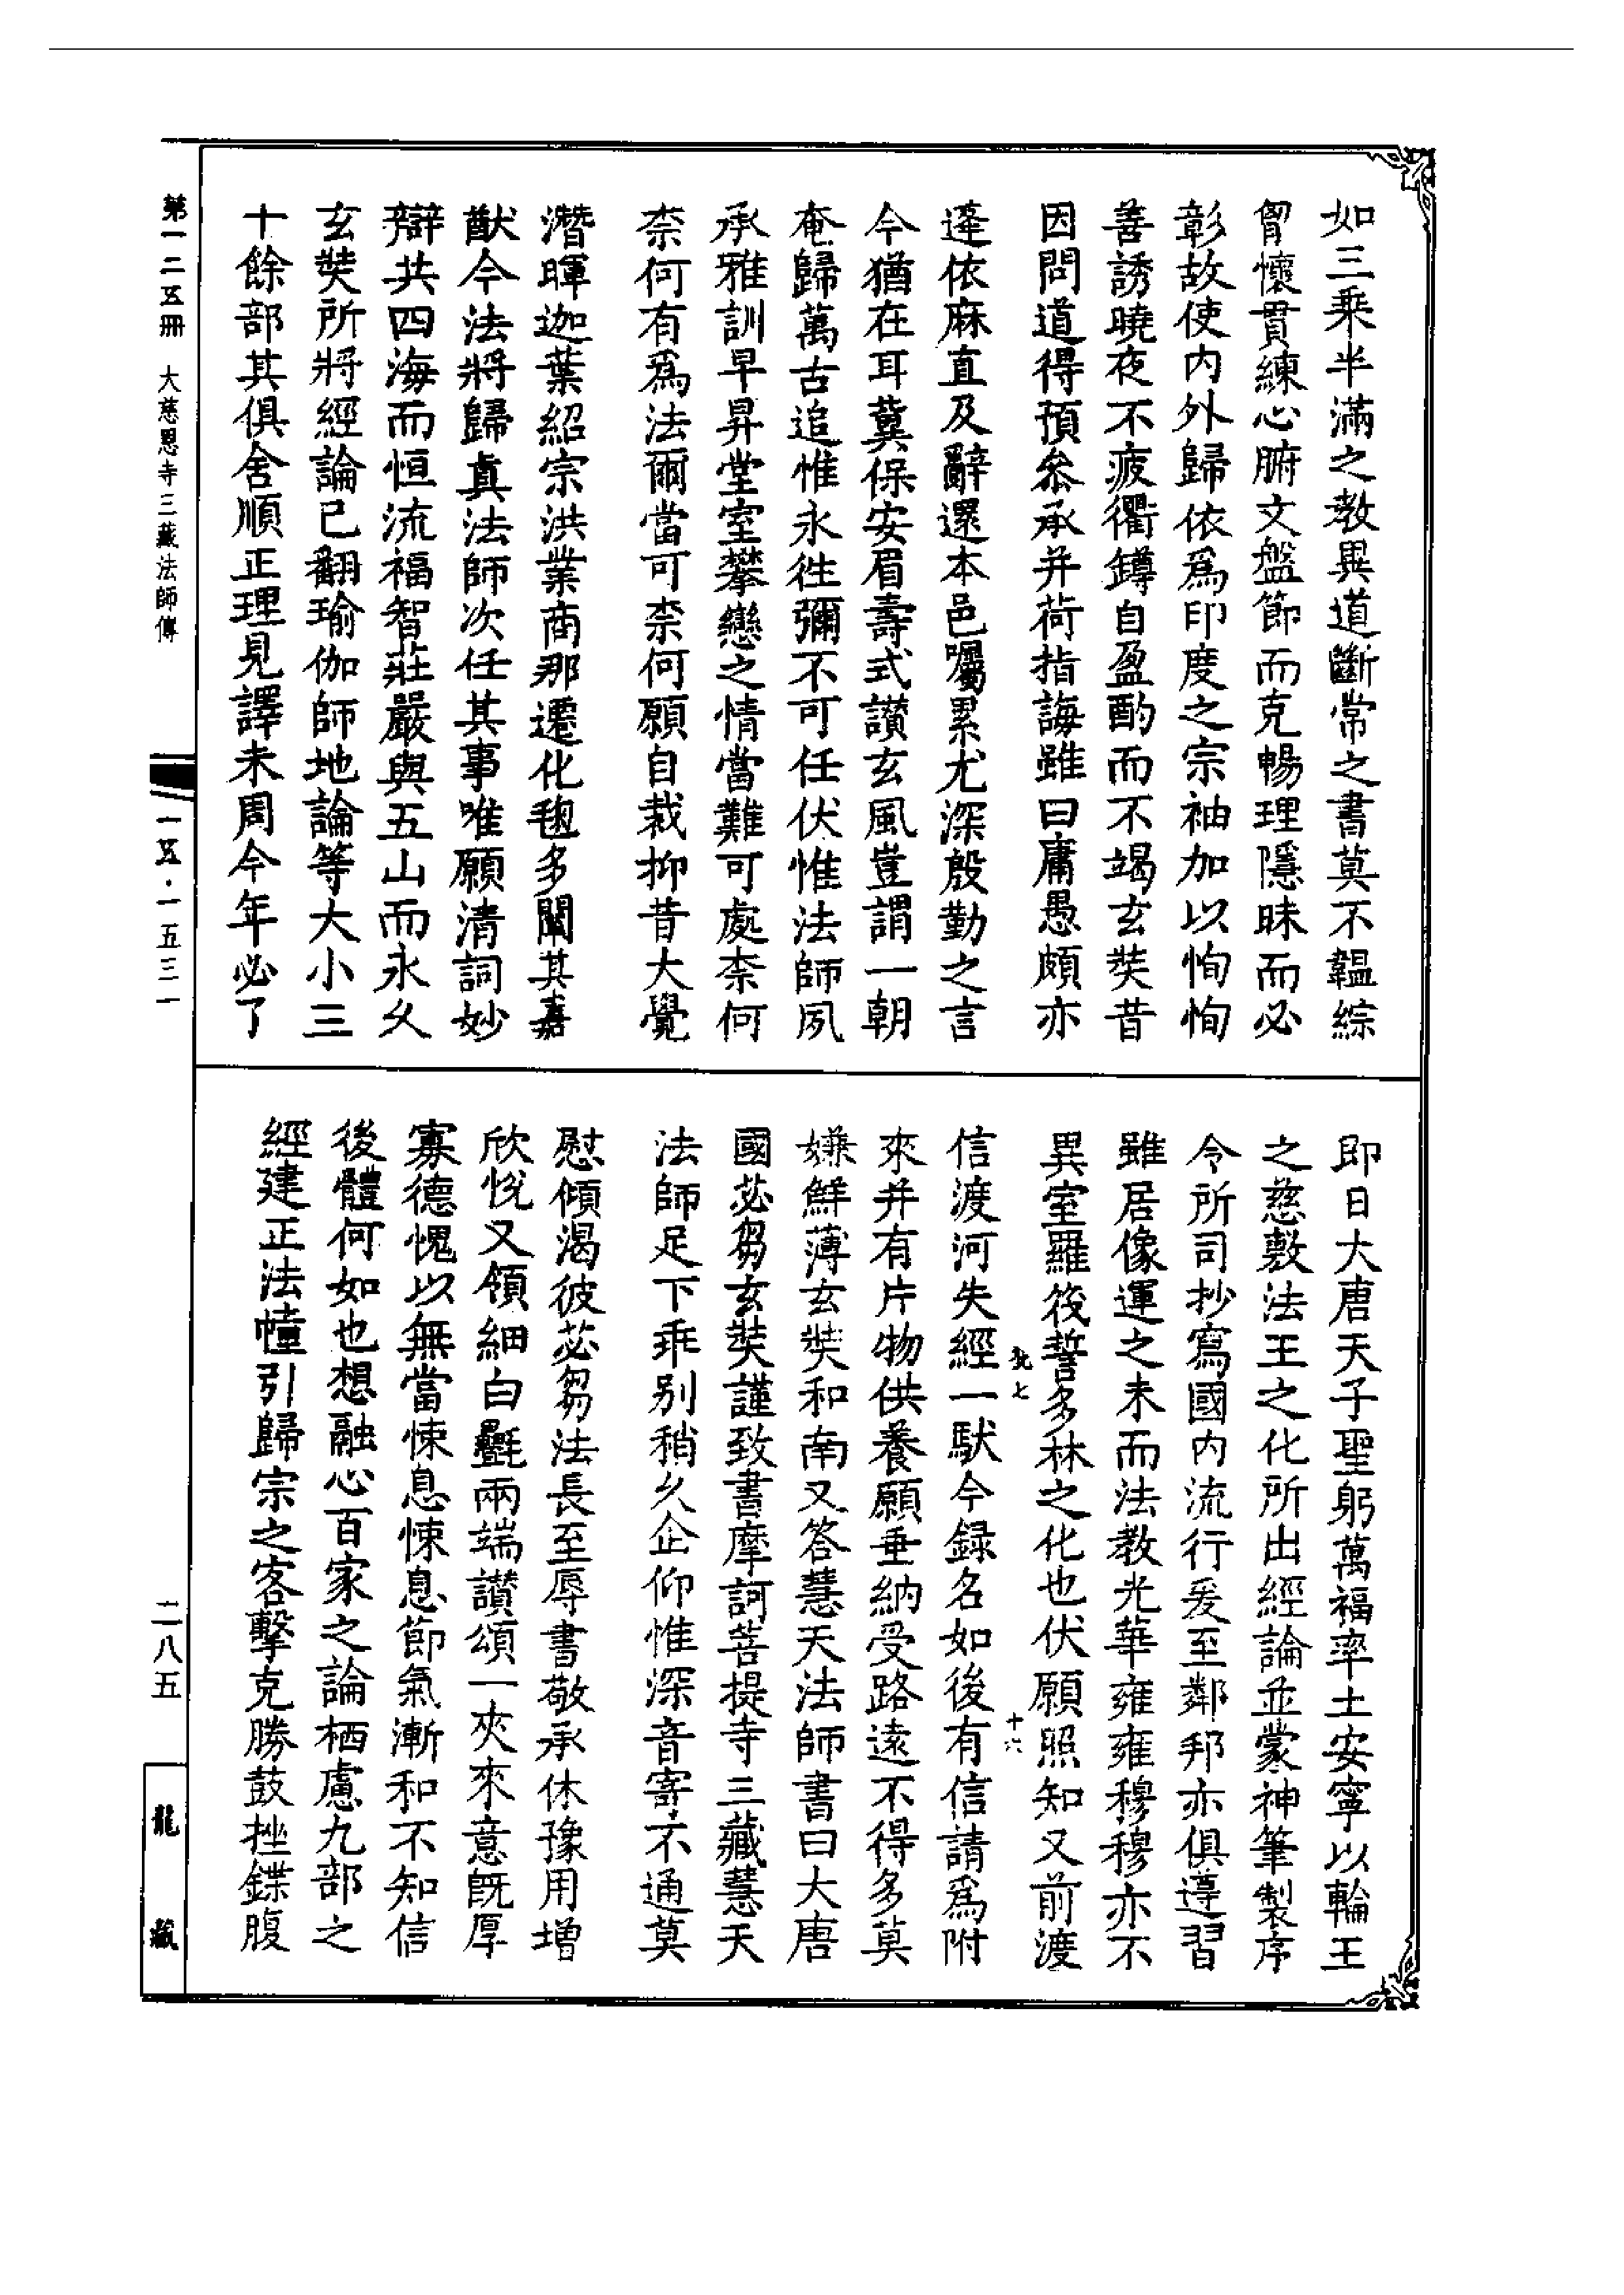 如三乘半滿之教異道斷常之書莫不韞綜
胷懷貫練心腑文盤節而克暢理隱昧而必
彰故使内外歸依爲印度之宗袖加以恂恂
善誘曉夜不疲衢鐏自盈酌而不竭玄奘昔
因問道得預叅承并荷指誨雖曰庸愚頗亦
蓬依麻直及辭還本邑囑累尤深殷勤之言
今猶在耳冀保安眉壽式讃玄風豈謂一朝
奄歸萬古追惟永徃彌不可任伏惟法師夙
承雅訓早昇堂室攀戀之情當難可處柰何
柰何有爲法爾當可柰何願自裁抑昔大覺
潛暉迦葉紹宗洪業商那遷化毱多闡其嘉
猷今法將歸真法師次任其事唯願清詞妙
辯共四海而恒流福智莊嚴與五山而永久
玄奘所將經論已翻瑜伽師地論等大小三
十餘部其俱舍順正理見譯未周今年必了
即日大唐天子聖躬萬福率土安寧以輪王
之慈敷法王之化所出經論並蒙神筆製序
令所司抄寫國内流行爰至鄰邦亦俱遵習
雖居像運之末而法教光華雍雍穆穆亦不
異室羅筏誓多林之化也伏願照知又前渡
信渡河失經一馱今録名如後有信請爲附
來并有片物供養願垂納受路遠不得多莫
嫌鮮薄玄奘和南又答慧天法師書曰大唐
國苾芻玄奘謹致書摩訶菩提寺三藏慧天
法師足下乖别稍久企仰惟深音寄不通莫
慰傾渴彼苾芻法長至辱書敬承休豫用增
欣悅又領細白氎兩端讃頌一夾來意既厚
寡德愧以無當悚息悚息節氣漸和不知信
後體何如也想融心百家之論栖慮九部之
經建正法幢引歸宗之客擊克勝鼓挫鍱腹
第一二五冊　大慈恩寺三藏法師傳
一五·一五三一
二八五
龍藏
十六